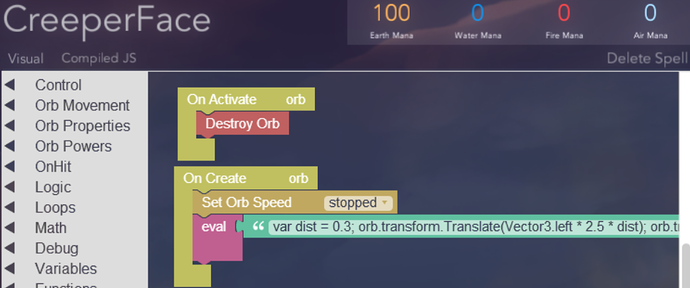 CreeperFace
100 0 0 0
Earth Mana Water Mana Fire Mana Air Mana
Visual Compiled JS Delete Spell
Control
Orb Movement
Orb Properties
Orb Powers
OnHit
Logic
Loops
Math
Debug
Variables
Functions
On Activate orb
Destroy Orb
On Create orb
Set Orb Speed stopped
eval “ var dist = 0.3; orb.transform.Translate(Vector3.left * 2.5 * dist);